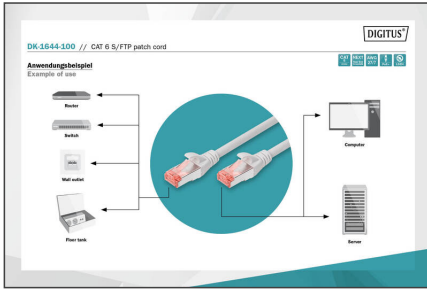 DIGITUS®
DK-1644-100 // CAT 6 S/FTP patch cord
Anwendungsbeispiel
Example of use
Router
Switch
Wall outlet
Floor tank
Computer
Server